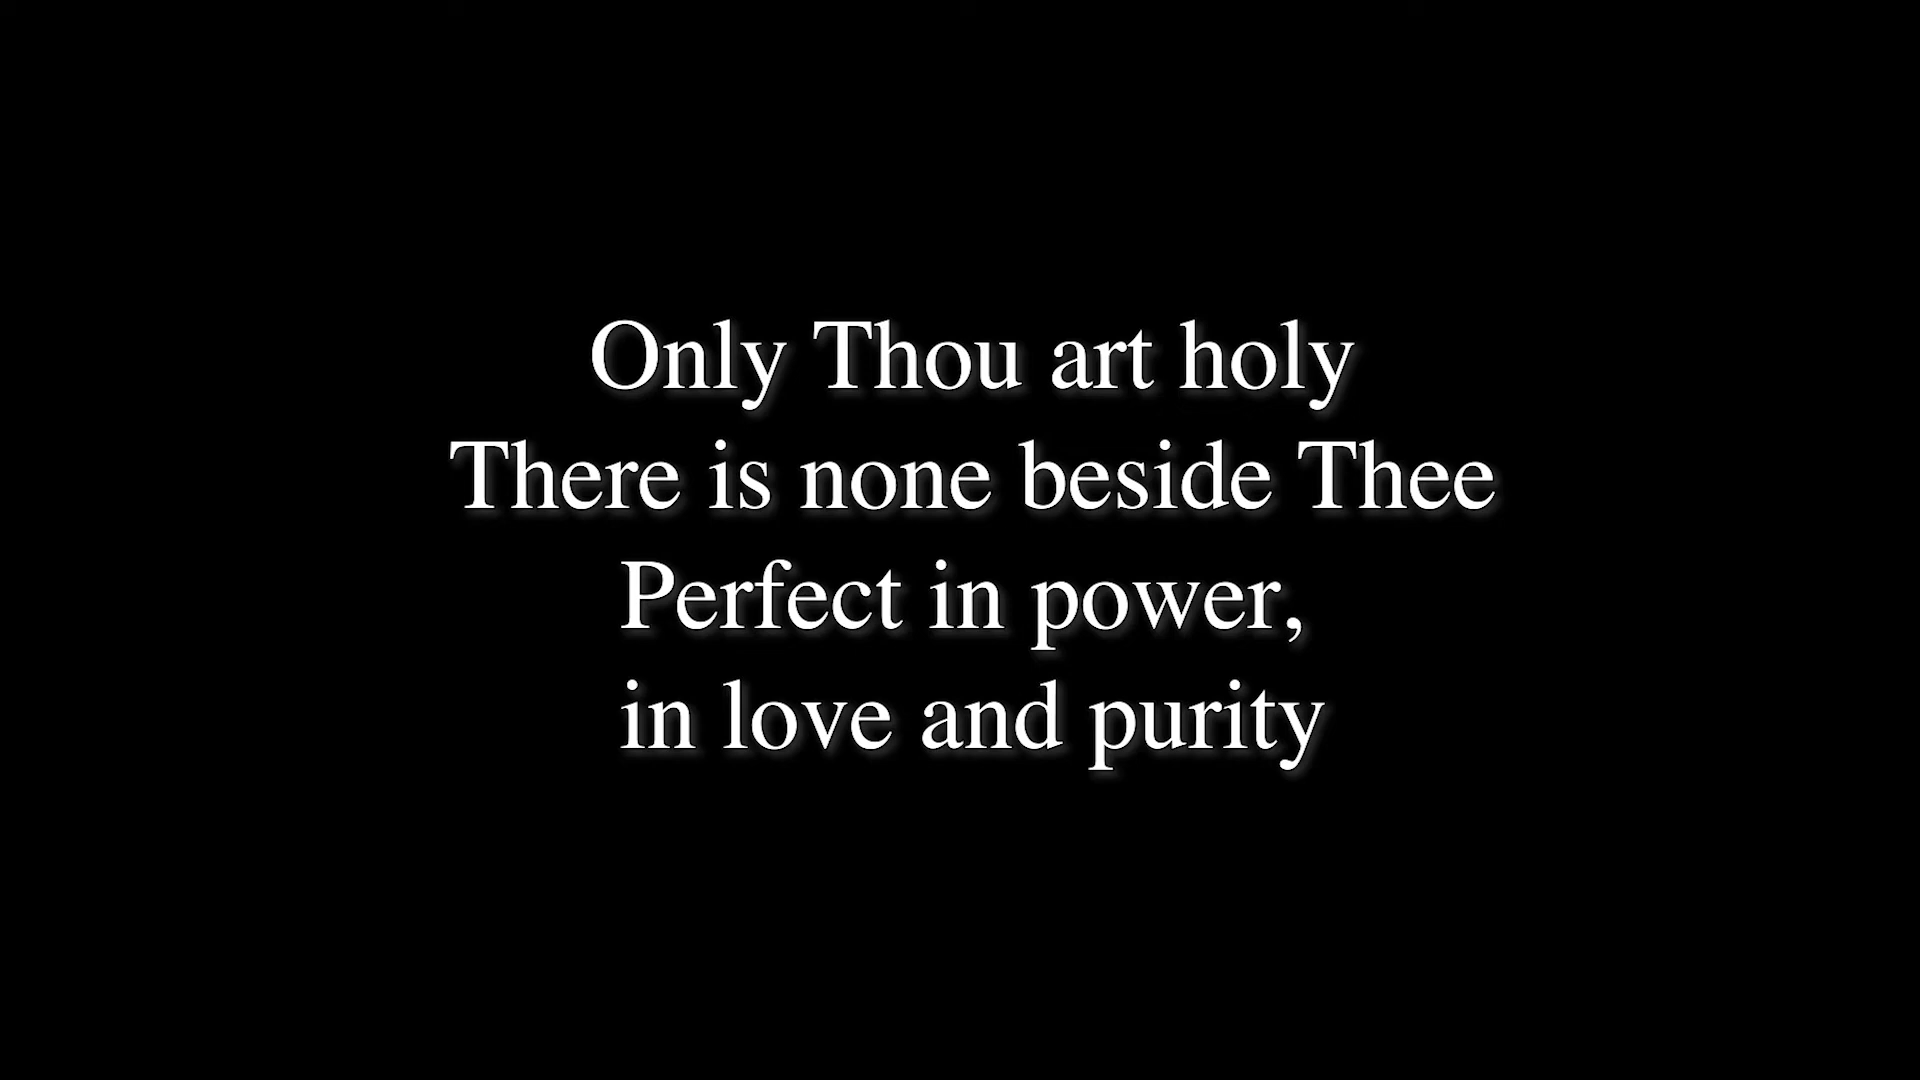 Only Thou art holy
There is none beside Thee
Perfect in power,
in love and purity